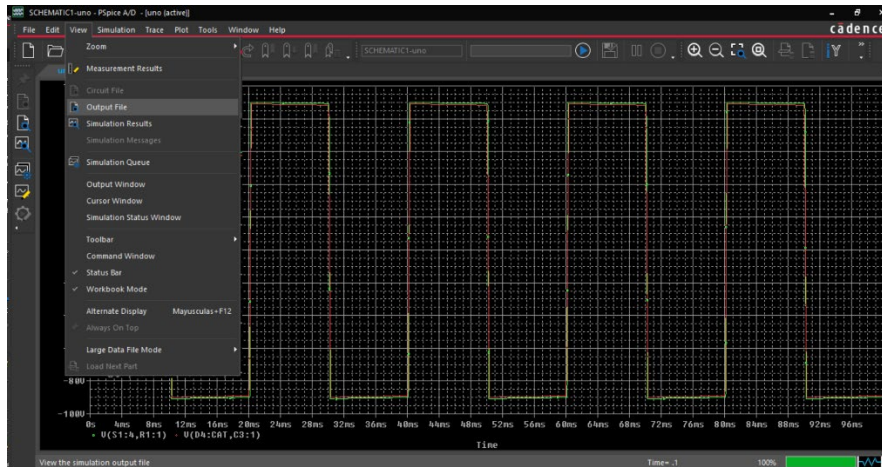 SCHEMATIC1-uno - PSpice A/D - [uno (active)]
File Edit View Simulation Trace Plot Tools Window Help
cādence
Zoom
SCHEMATIC1-uno
Measurement Results
Circuit File
Output File
Simulation Results
Simulation Messages
Simulation Queue
Output Window
Cursor Window
Simulation Status Window
Toolbar
Command Window
Status Bar
Workbook Mode
Alternate Display Mayusculas+F12
Always On Top
Large Data File Mode
Load Next Part
-80V
-100V
0s 4ms 8ms 12ms 16ms 20ms 24ms 28ms 32ms 36ms 40ms 44ms 48ms 52ms 56ms 60ms 64ms 68ms 72ms 76ms 80ms 84ms 88ms 92ms 96ms
V(S1:4,R1:1) V(D4:CAT,C3:1)
Time
View the simulation output file Time= .1 100%